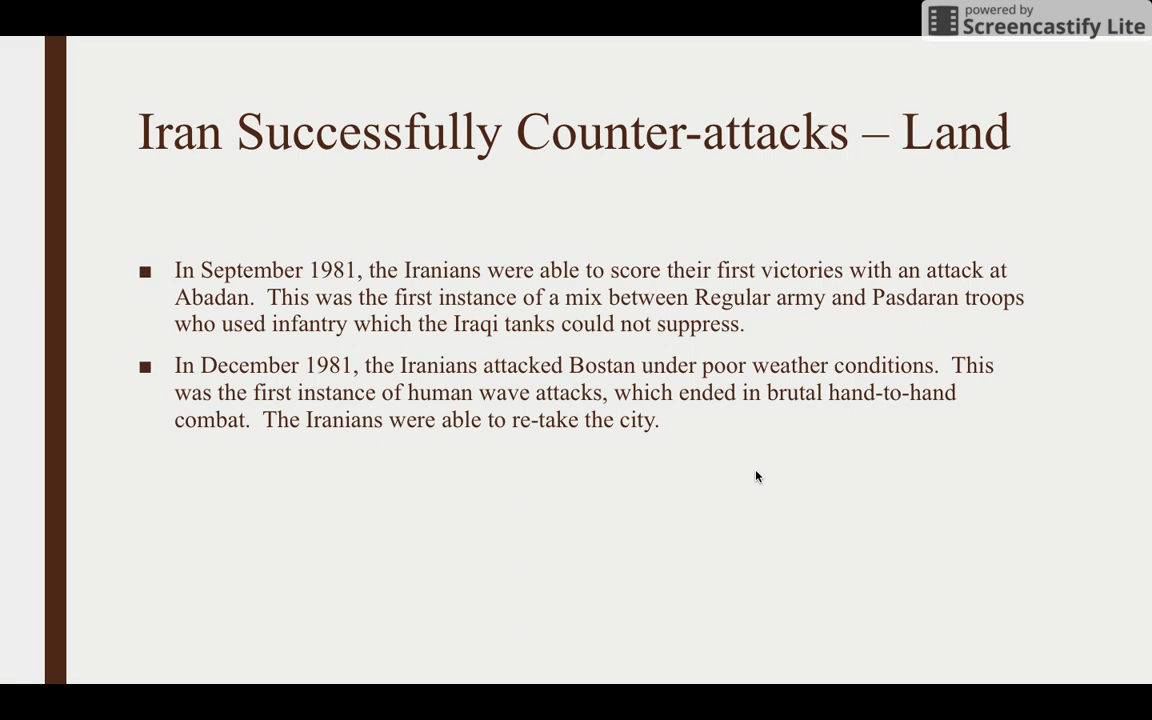 powered by
Screencastify Lite
Iran Successfully Counter-attacks – Land
■ In September 1981, the Iranians were able to score their first victories with an attack at
Abadan.  This was the first instance of a mix between Regular army and Pasdaran troops
who used infantry which the Iraqi tanks could not suppress.
■ In December 1981, the Iranians attacked Bostan under poor weather conditions.  This
was the first instance of human wave attacks, which ended in brutal hand-to-hand
combat.  The Iranians were able to re-take the city.